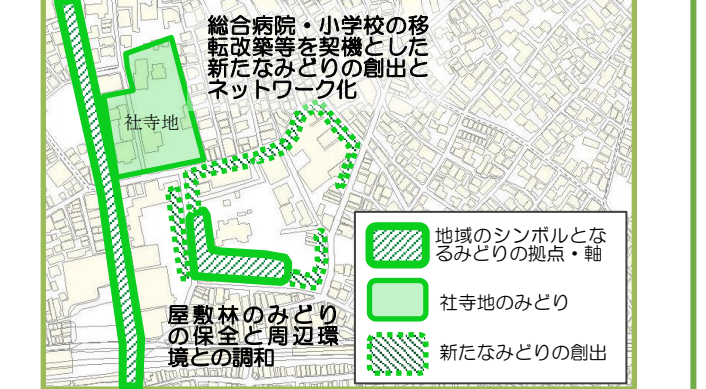 総合病院・小学校の移
転改築等を契機とした
新たなみどりの創出と
ネットワーク化
社寺地
地域のシンボルとな
るみどりの拠点・軸
社寺地のみどり
新たなみどりの創出
屋敷林のみどり
の保全と周辺環
境との調和